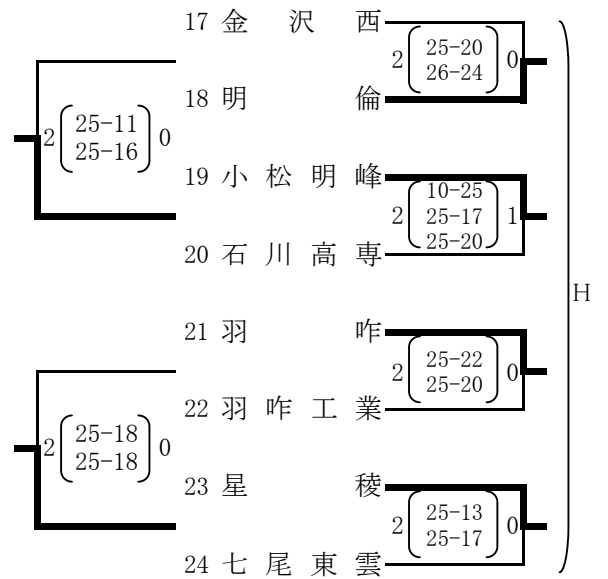 17 金沢西
2 25-20 0
26-24
18 明倫
2 25-11 0
25-16
19 小松明峰
10-25
2 25-17 1
25-20
20 石川高専
H
21 羽咋
2 25-22 0
25-20
22 羽咋工業
2 25-18 0
25-18
23 星稜
2 25-13 0
25-17
24 七尾東雲